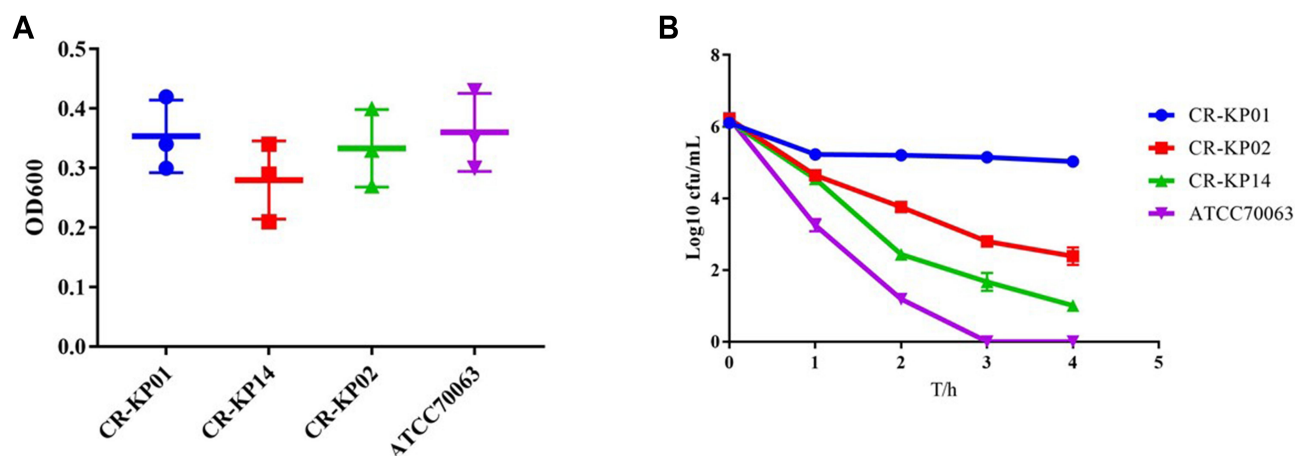 A
OD600
0.5
0.4
0.3
0.2
0.1
0.0
CR-KP01
CR-KP14
CR-KP02
ATCC70063
B
Log10 cfu/mL
8
6
4
2
0
0 1 2 3 4 5
T/h
CR-KP01
CR-KP02
CR-KP14
ATCC70063